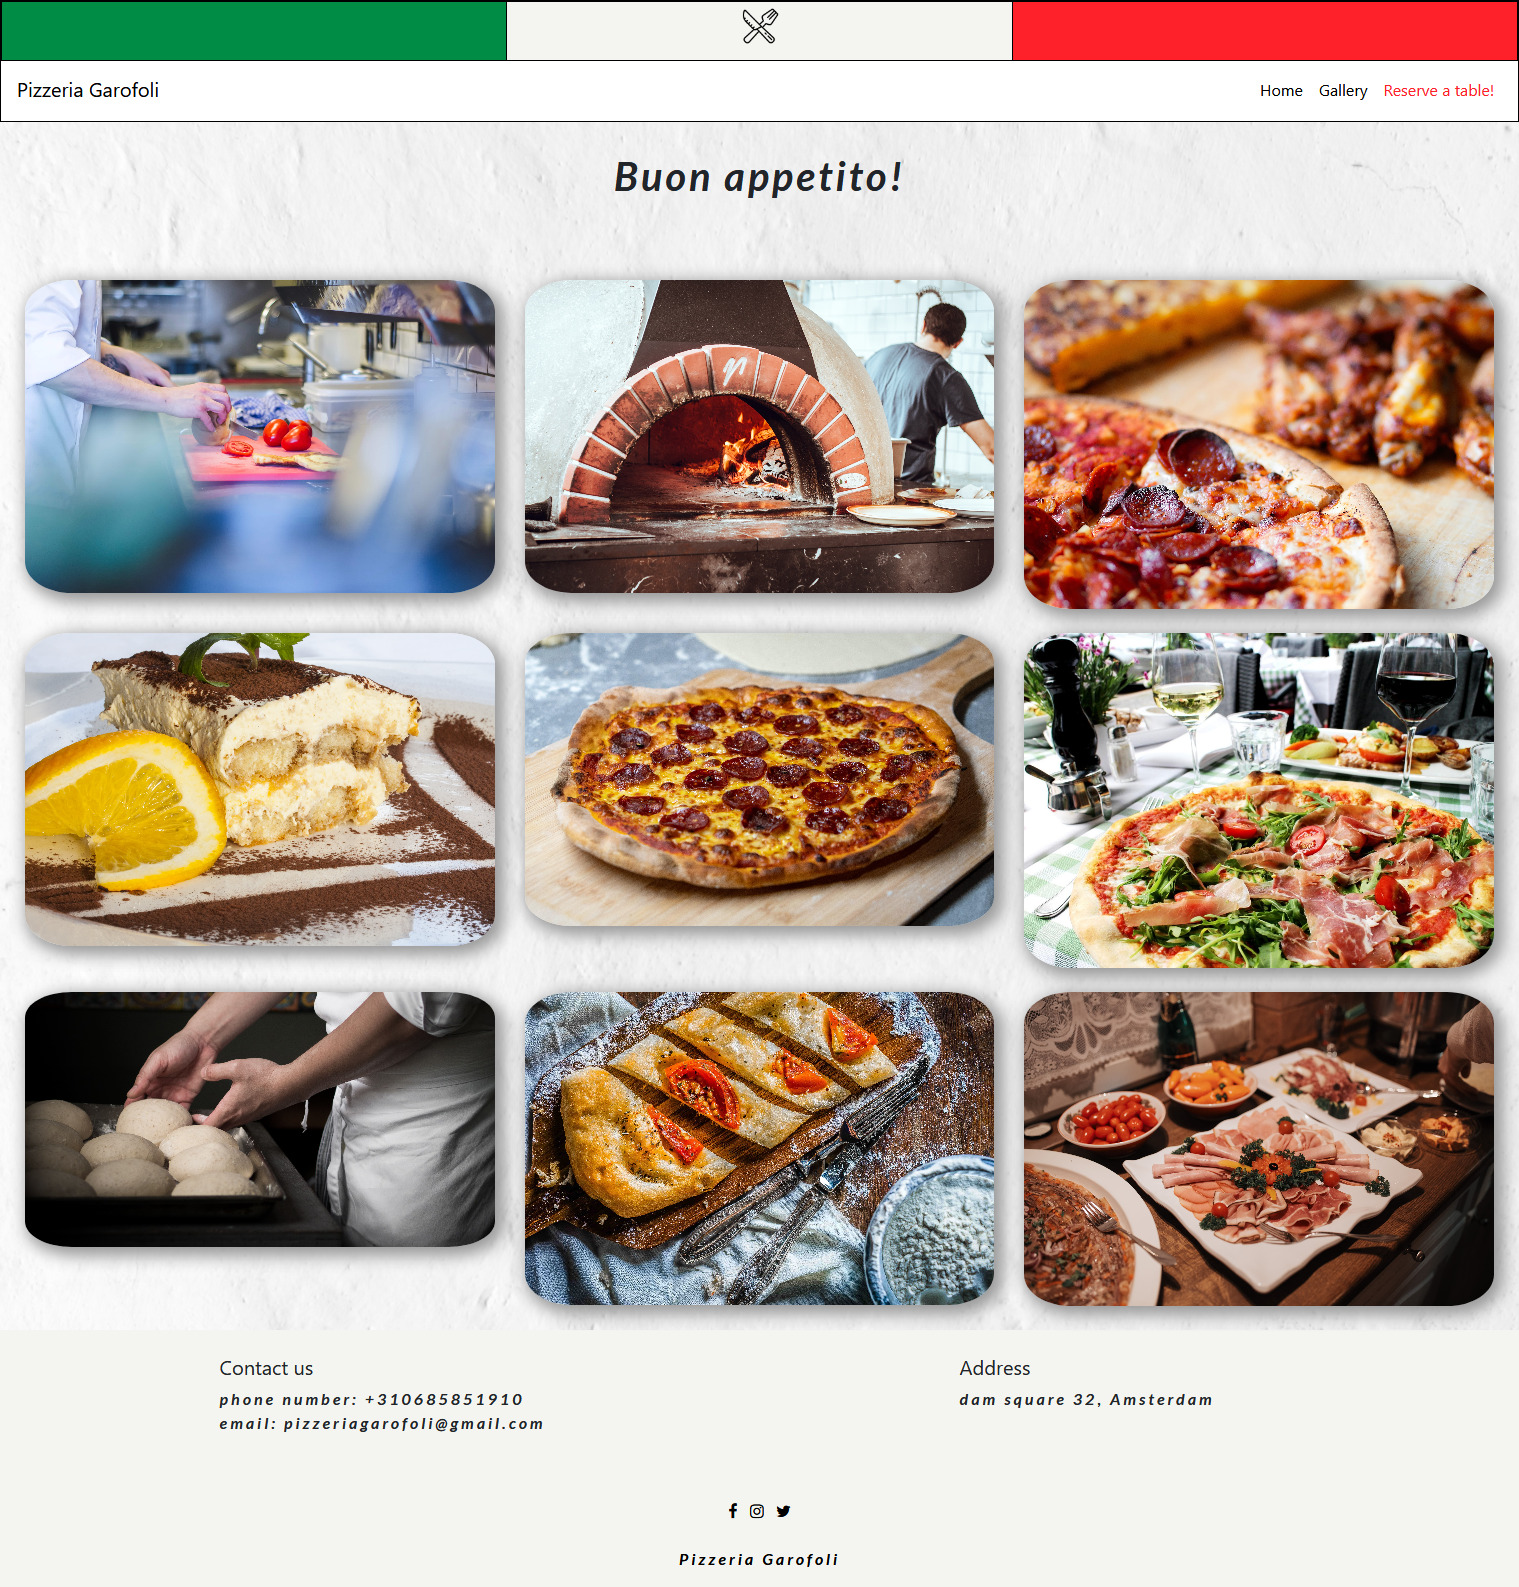 Pizzeria Garofoli
Home Gallery Reserve a table!
Buon appetito!
Contact us
phone number: +310685851910
email: pizzeriagarofoli@gmail.com
Address
dam square 32, Amsterdam
Pizzeria Garofoli